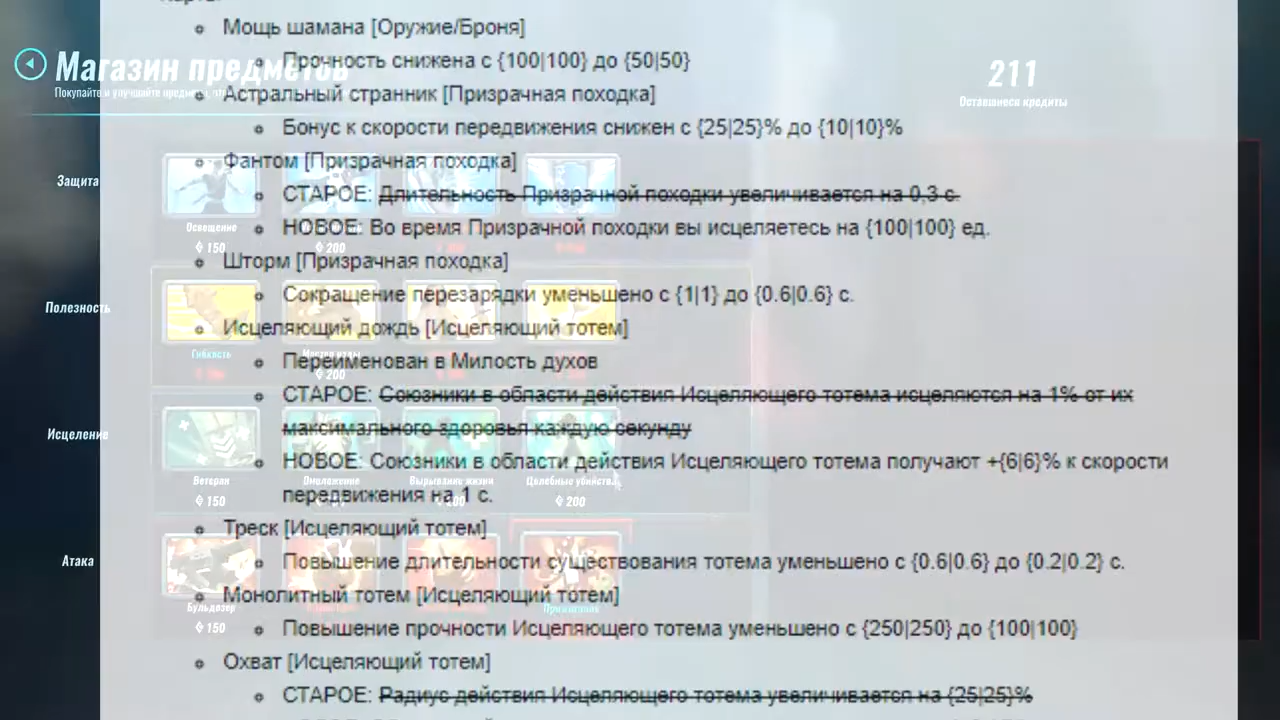 Мощь шамана [Оружие/Броня]
Прочность снижена с {100|100} до {50|50}
Магазин предметов
211
Покупайте и улучшайте предметы
Оставшиеся кредиты
Астральный странник [Призрачная походка]
Бонус к скорости передвижения снижен с {25|25}% до {10|10}%
Фантом [Призрачная походка]
Защита
СТАРОЕ: Длительность Призрачной походки увеличивается на 0,3 с.
НОВОЕ: Во время Призрачной походки вы исцеляетесь на {100|100} ед.
Освещение
150
200
Шторм [Призрачная походка]
Сокращение перезарядки уменьшено с {1|1} до {0.6|0.6} с.
Полезность
Исцеляющий дождь [Исцеляющий тотем]
Гибкость
Мастер езды
Переименован в Милость духов
200
СТАРОЕ: Союзники в области действия Исцеляющего тотема исцеляются на 1% от их
максимального здоровья каждую секунду
Исцеление
НОВОЕ: Союзники в области действия Исцеляющего тотема получают +{6|6}% к скорости
передвижения на 1 с.
Ветеран
Омоложение
Вырывание жизни
Целебные убийства
150
200
200
Треск [Исцеляющий тотем]
Атака
Повышение длительности существования тотема уменьшено с {0.6|0.6} до {0.2|0.2} с.
Монолитный тотем [Исцеляющий тотем]
Бульдозер
150
Повышение прочности Исцеляющего тотема уменьшено с {250|250} до {100|100}
Охват [Исцеляющий тотем]
СТАРОЕ: Радиус действия Исцеляющего тотема увеличивается на {25|25}%